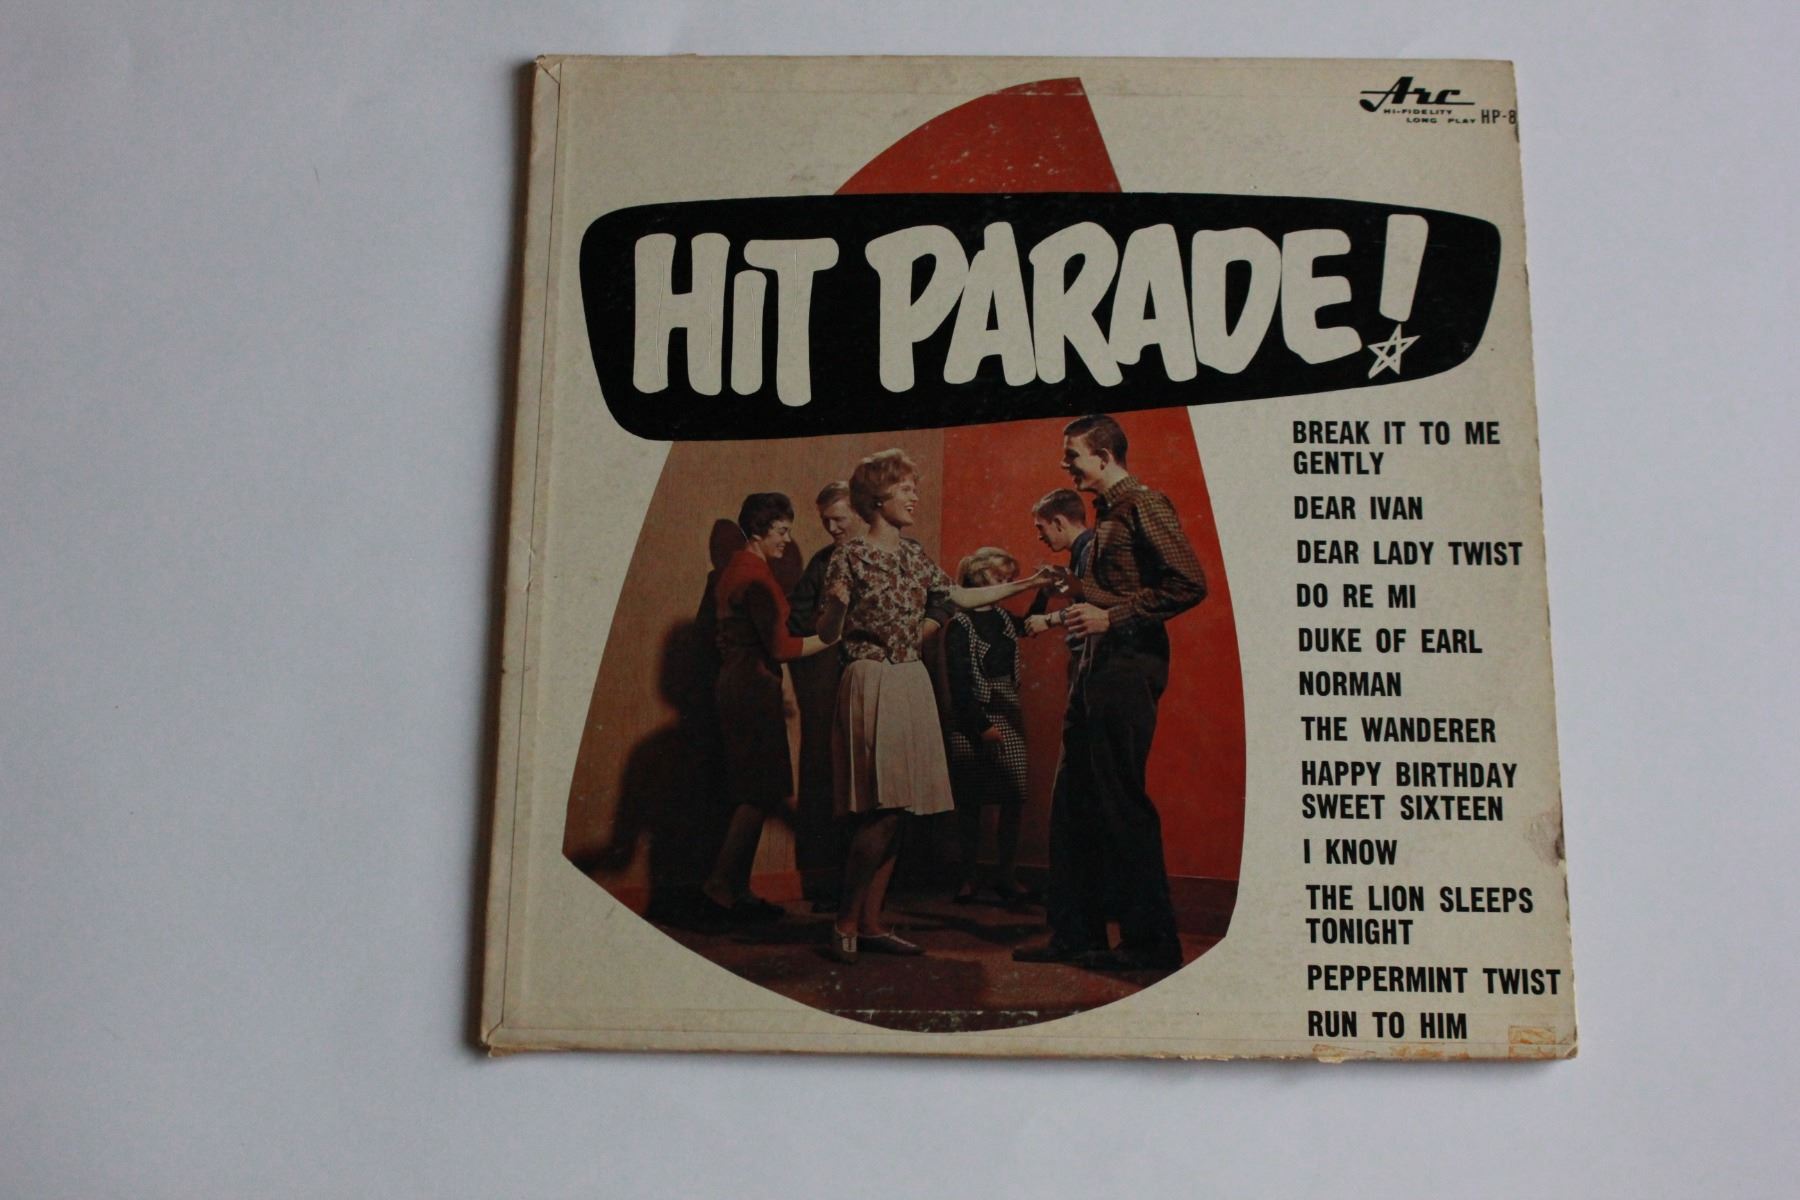 Arc
HI-FIDELITY
LONG PLAY HP-8
HiT PARADE!
BREAK IT TO ME
GENTLY
DEAR IVAN
DEAR LADY TWIST
DO RE MI
DUKE OF EARL
NORMAN
THE WANDERER
HAPPY BIRTHDAY
SWEET SIXTEEN
I KNOW
THE LION SLEEPS
TONIGHT
PEPPERMINT TWIST
RUN TO HIM